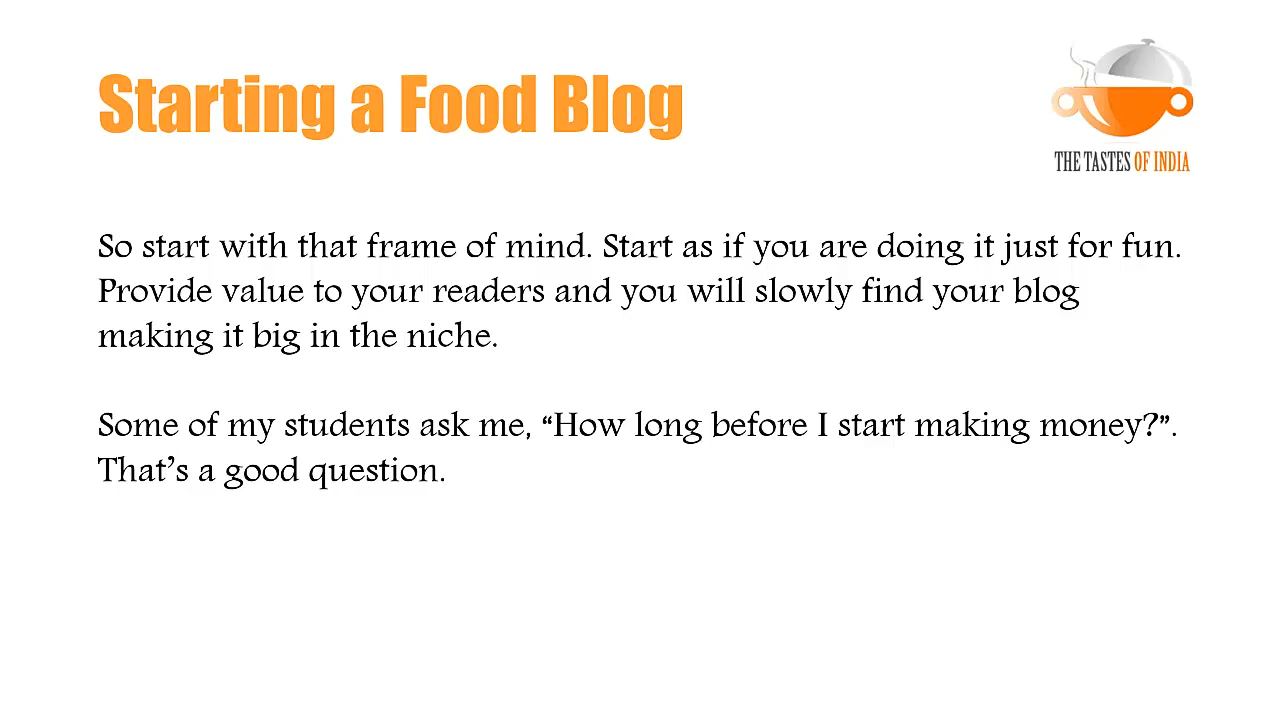 Starting a Food Blog
THE TASTES OF INDIA
So start with that frame of mind. Start as if you are doing it just for fun.
Provide value to your readers and you will slowly find your blog
making it big in the niche.
Some of my students ask me, “How long before I start making money?”.
That’s a good question.